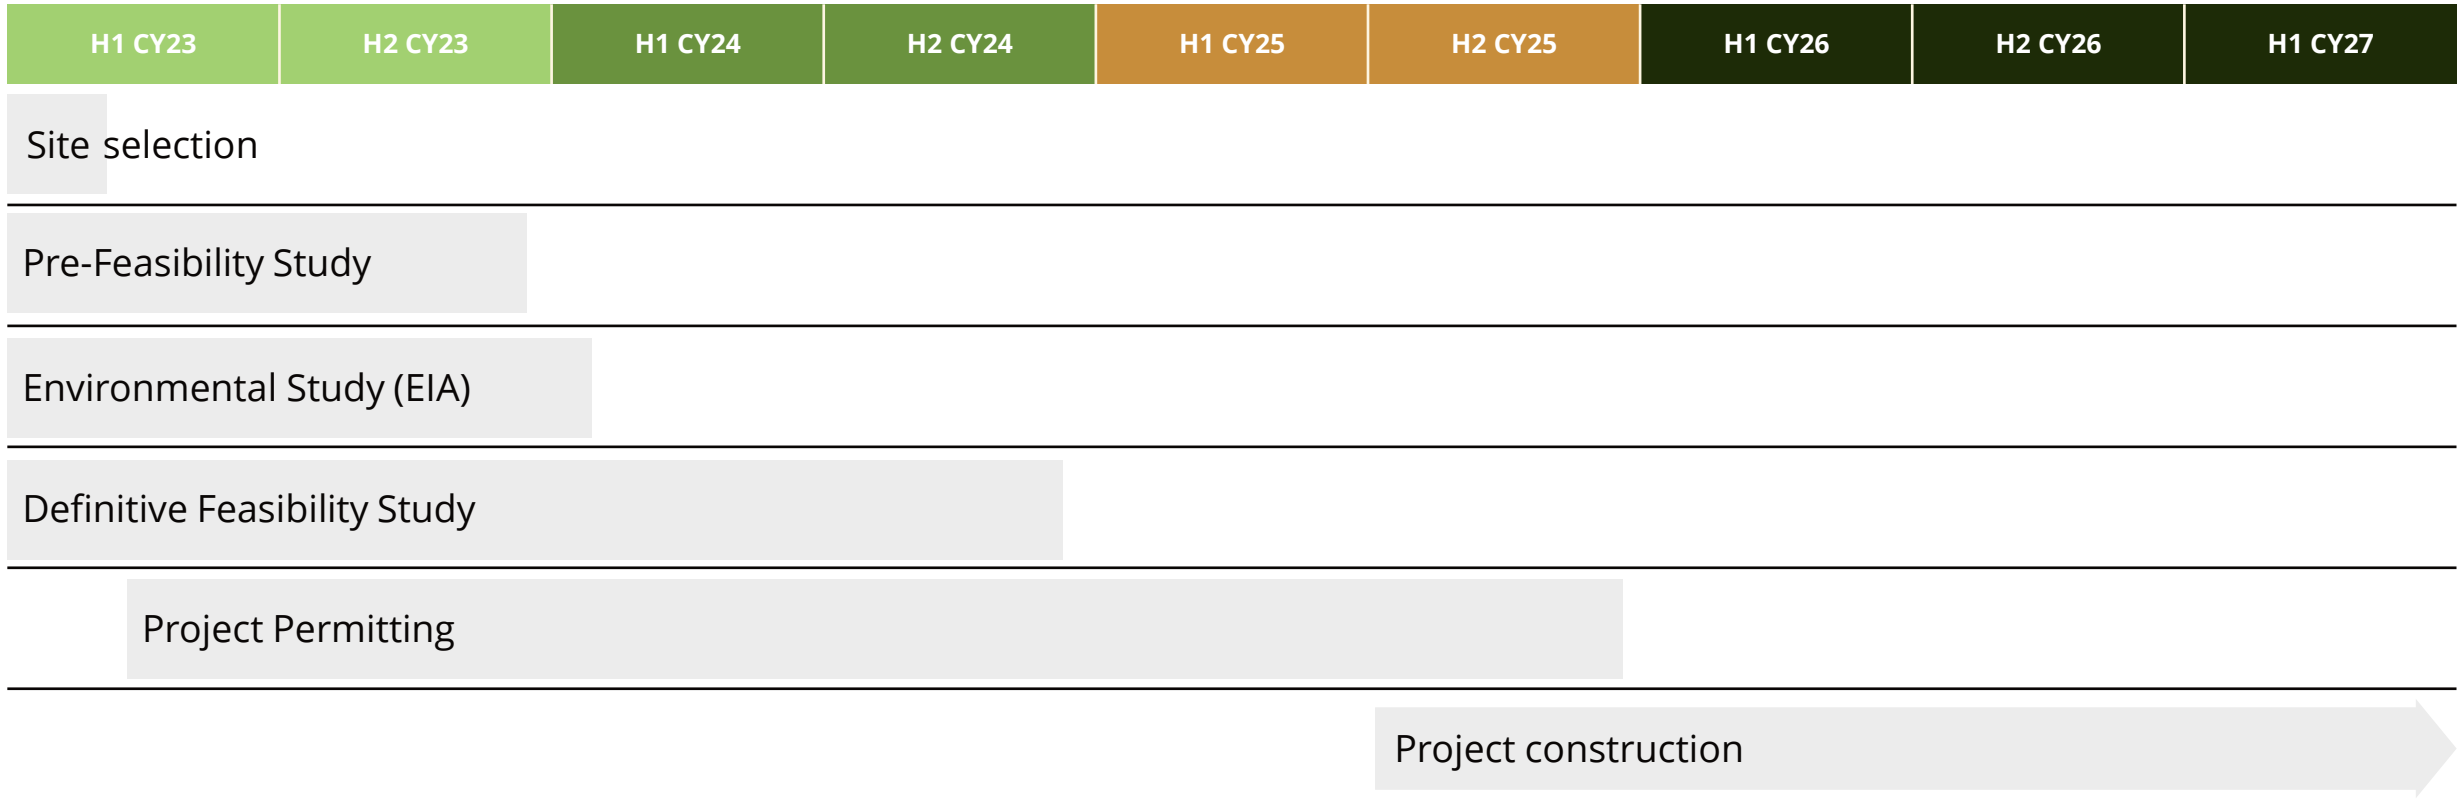 H1 CY23 H2 CY23 H1 CY24 H2 CY24 H1 CY25 H2 CY25 H1 CY26 H2 CY26 H1 CY27
Site selection
Pre-Feasibility Study
Environmental Study (EIA)
Definitive Feasibility Study
Project Permitting
Project construction